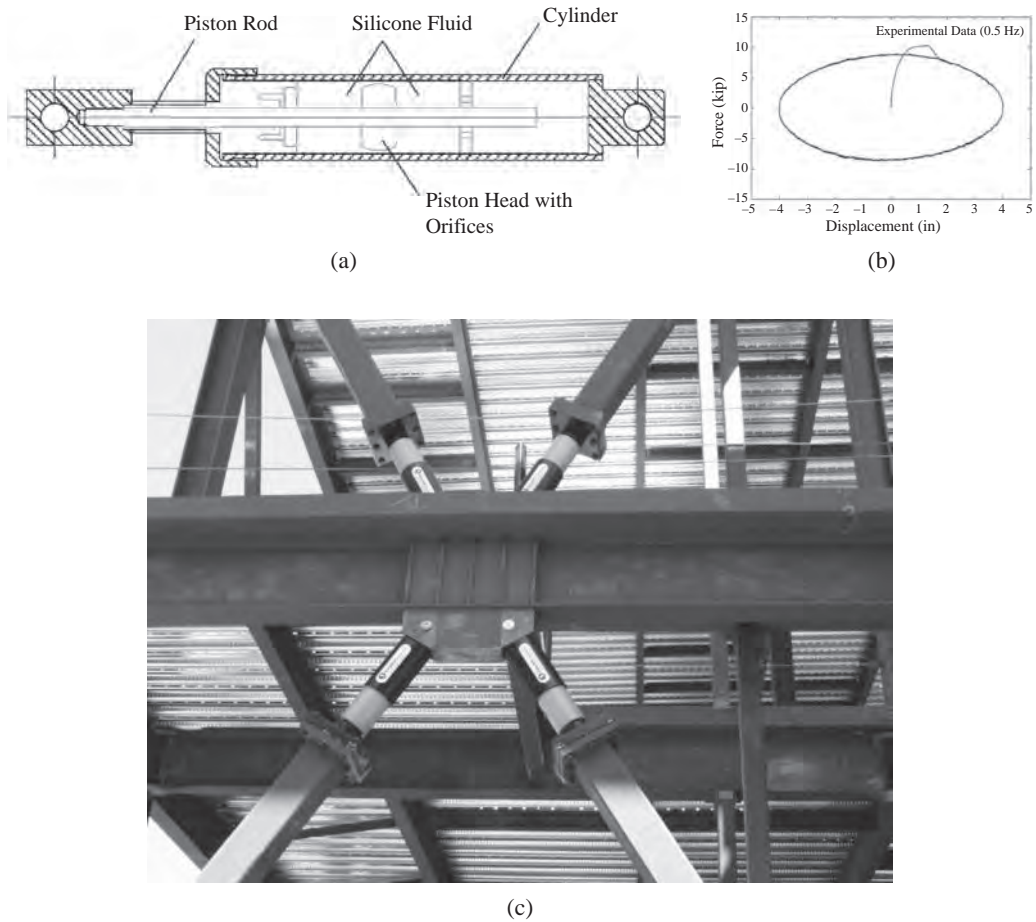 Piston Rod
Silicone Fluid
Cylinder
Piston Head with
Orifices
(a)
Experimental Data (0.5 Hz)
Force (kip)
15
10
5
0
−5
−10
−15
−5 −4 −3 −2 −1 0 1 2 3 4 5
Displacement (in)
(b)
(c)